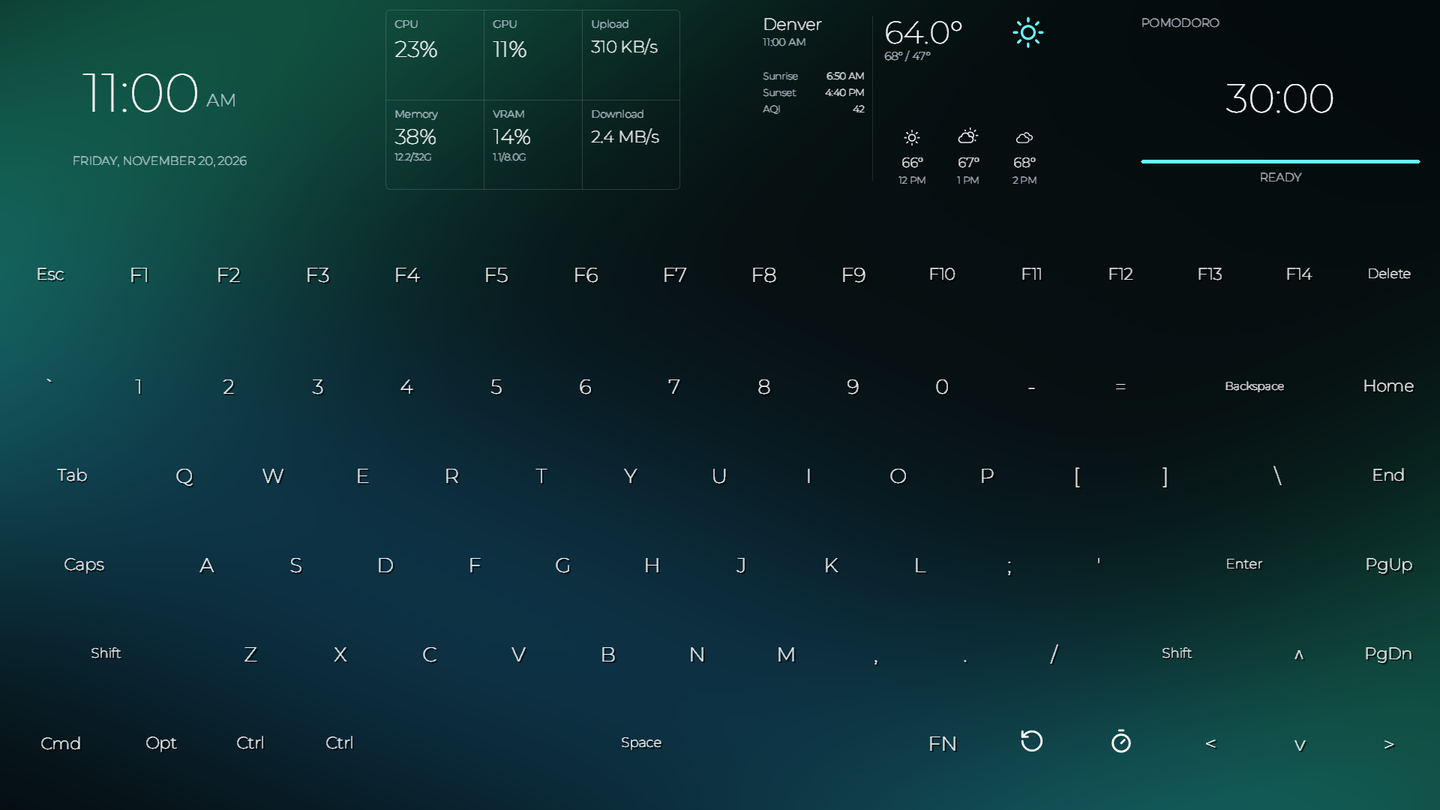 11:00 AM
FRIDAY, NOVEMBER 20, 2026
CPU
23%
GPU
11%
Upload
310 KB/s
Memory
38%
12.2/32G
VRAM
14%
1.1/8.0G
Download
2.4 MB/s
Denver
11:00 AM
Sunrise 6:50 AM
Sunset 4:40 PM
AQI 42
64.0°
68° / 47°
66° 67° 68°
12 PM 1 PM 2 PM
POMODORO
30:00
READY
Esc F1 F2 F3 F4 F5 F6 F7 F8 F9 F10 F11 F12 F13 F14 Delete
` 1 2 3 4 5 6 7 8 9 0 - = Backspace Home
Tab Q W E R T Y U I O P [ ] \ End
Caps A S D F G H J K L ; ' Enter PgUp
Shift Z X C V B N M , . / Shift ʌ PgDn
Cmd Opt Ctrl Ctrl Space FN < v >